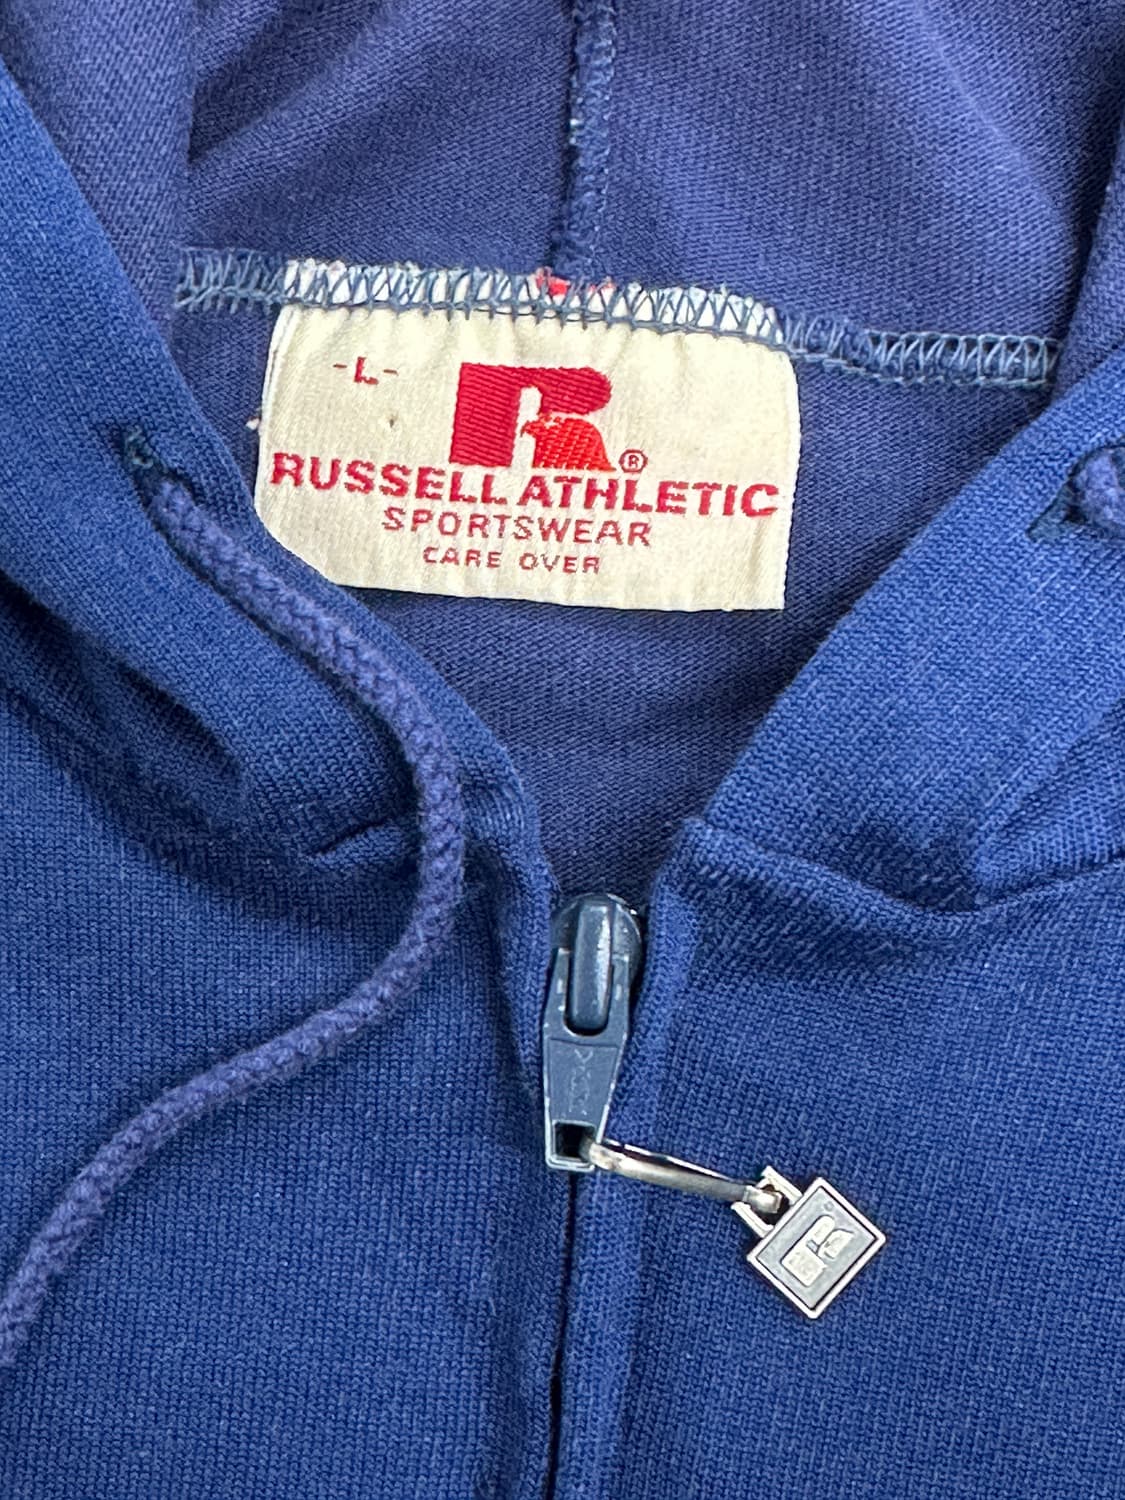 -L-
R®
RUSSELL ATHLETIC
SPORTSWEAR
CARE OVER